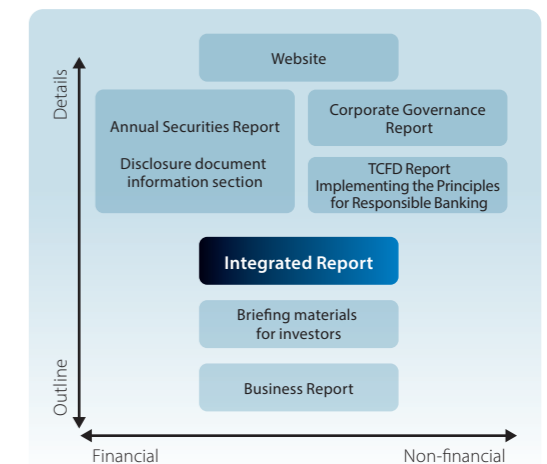 Website
Details
Annual Securities Report
Disclosure document
information section
Corporate Governance
Report
TCFD Report
Implementing the Principles
for Responsible Banking
Integrated Report
Briefing materials
for investors
Business Report
Outline
Financial
Non-financial